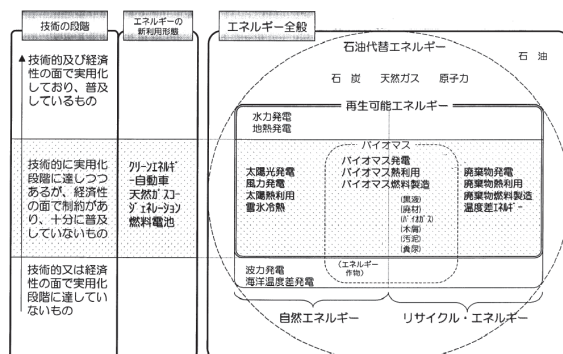 技術の段階
エネルギーの
新利用形態
エネルギー全般
技術的及び経済
性の面で実用化
しており、普及
しているもの
技術的に実用化
段階に達しつつ
あるが、経済性
の面で制約があ
り、十分に普及
していないもの
技術的又は経済
性の面で実用化
段階に達してい
ないもの
クリーンエネルギ
-自動車
天然ガスコー
ジェネレーション
燃料電池
石油代替エネルギー
石 油
石 炭 天然ガス 原子力
再生可能エネルギー
水力発電
地熱発電
太陽光発電
風力発電
太陽熱利用
雪氷冷熱
バイオマス
バイオマス発電
バイオマス熱利用
バイオマス燃料製造
(黒液)
(廃材)
(バイオガス)
(木屑)
(汚泥)
(糞尿)
(エネルギー
作物)
廃棄物発電
廃棄物熱利用
廃棄物燃料製造
温度差エネルギー
波力発電
海洋温度差発電
自然エネルギー
リサイクル・エネルギー